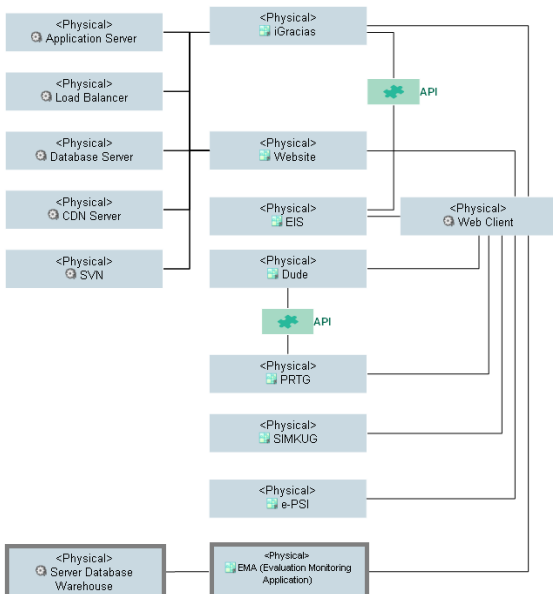 <Physical>
Application Server
<Physical>
iGracias
<Physical>
Load Balancer
API
<Physical>
Database Server
<Physical>
Website
<Physical>
CDN Server
<Physical>
EIS
<Physical>
Web Client
<Physical>
SVN
<Physical>
Dude
API
<Physical>
PRTG
<Physical>
SIMKUG
<Physical>
e-PSI
<Physical>
Server Database
Warehouse
<Physical>
EMA (Evaluation Monitoring
Application)